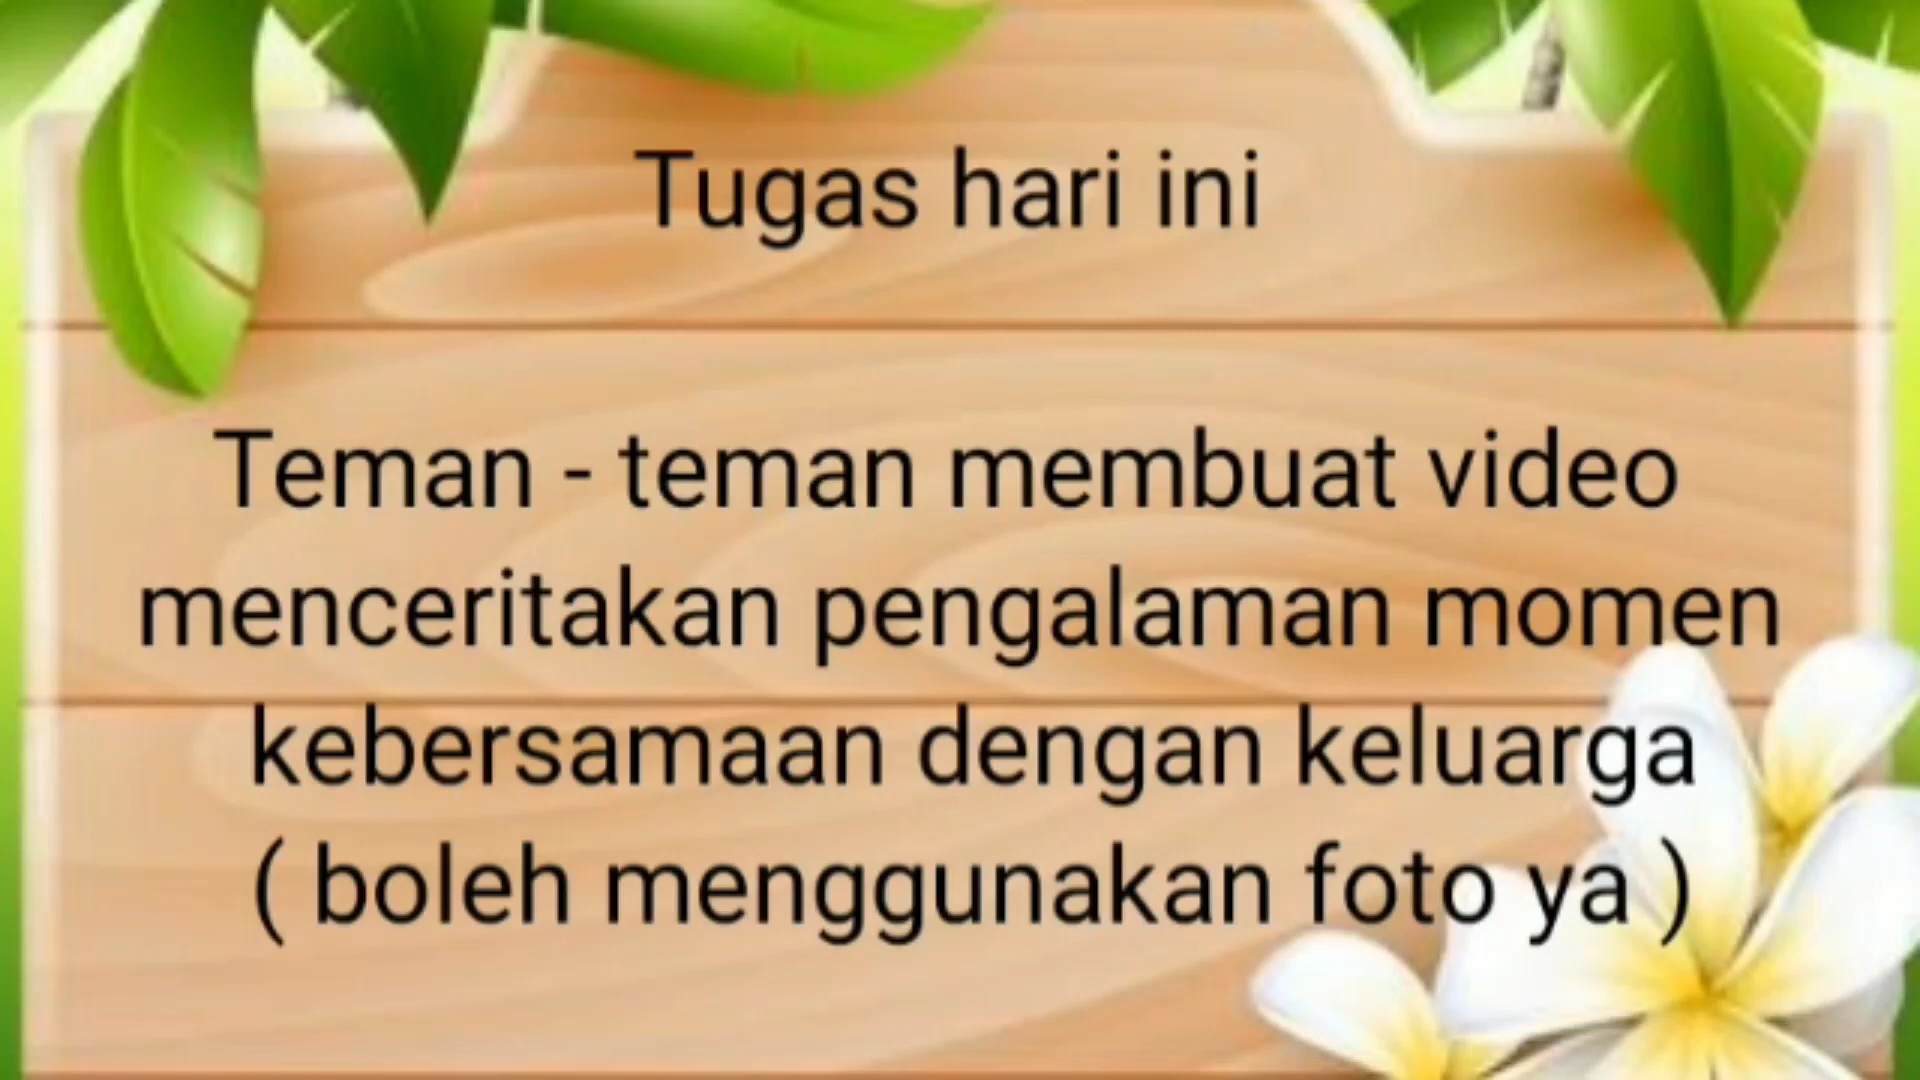 Tugas hari ini
Teman - teman membuat video
menceritakan pengalaman momen
kebersamaan dengan keluarga
( boleh menggunakan foto ya )